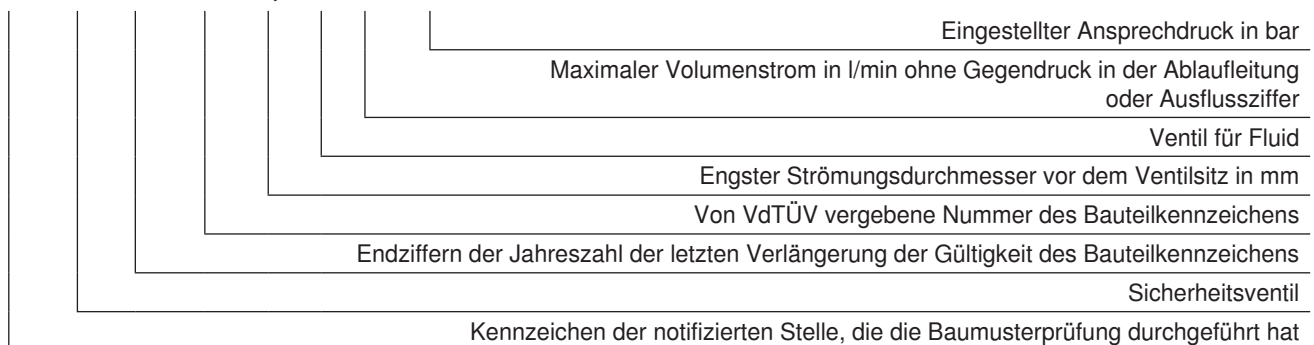 Eingestellter Ansprechdruck in bar
Maximaler Volumenstrom in l/min ohne Gegendruck in der Ablaufleitung
oder Ausflussziffer
Ventil für Fluid
Engster Strömungsdurchmesser vor dem Ventilsitz in mm
Von VdTÜV vergebene Nummer des Bauteilkennzeichens
Endziffern der Jahreszahl der letzten Verlängerung der Gültigkeit des Bauteilkennzeichens
Sicherheitsventil
Kennzeichen der notifizierten Stelle, die die Baumusterprüfung durchgeführt hat